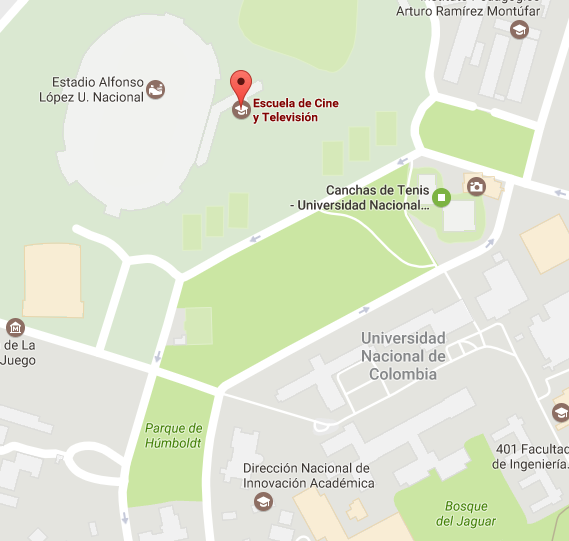 Arturo Ramírez Montúfar
Estadio Alfonso
López U. Nacional
Escuela de Cine
y Televisión
Canchas de Tenis
- Universidad Nacional...
de La
Juego
Universidad
Nacional de
Colombia
Parque de
Húmboldt
401 Facultad
de Ingeniería...
Dirección Nacional de
Innovación Académica
Bosque
del Jaguar